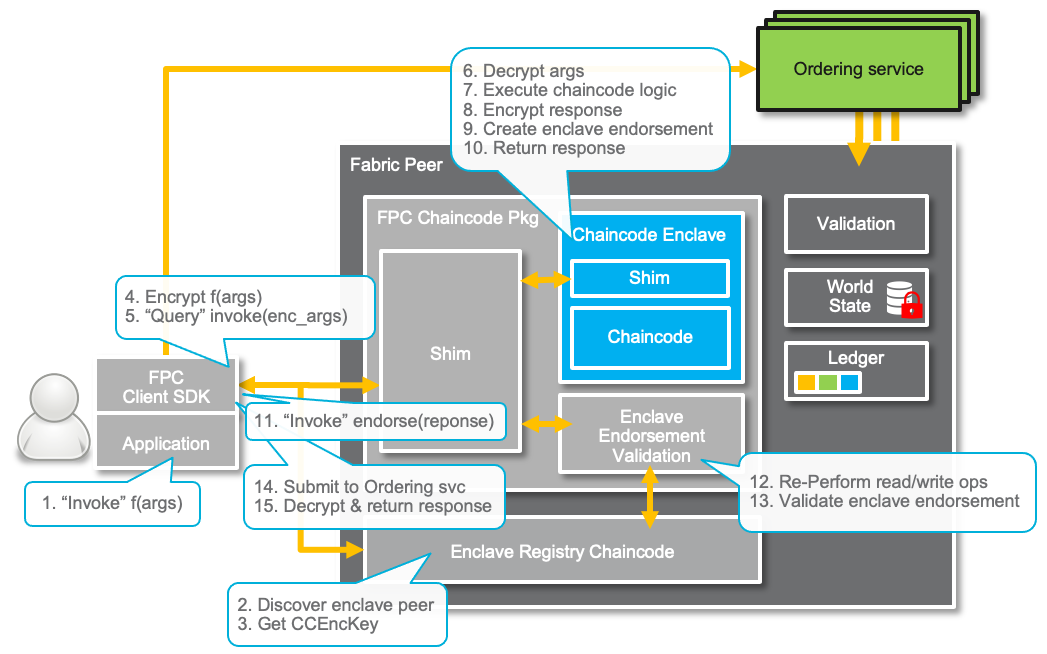 Ordering service
6. Decrypt args
7. Execute chaincode logic
8. Encrypt response
9. Create enclave endorsement
10. Return response
Fabric Peer
FPC Chaincode Pkg
Chaincode Enclave
Shim
Chaincode
Shim
Validation
World
State
Ledger
4. Encrypt f(args)
5. “Query” invoke(enc_args)
FPC
Client SDK
Application
11. “Invoke” endorse(reponse)
Enclave
Endorsement
Validation
1. “Invoke” f(args)
14. Submit to Ordering svc
15. Decrypt & return response
12. Re-Perform read/write ops
13. Validate enclave endorsement
Enclave Registry Chaincode
2. Discover enclave peer
3. Get CCEncKey